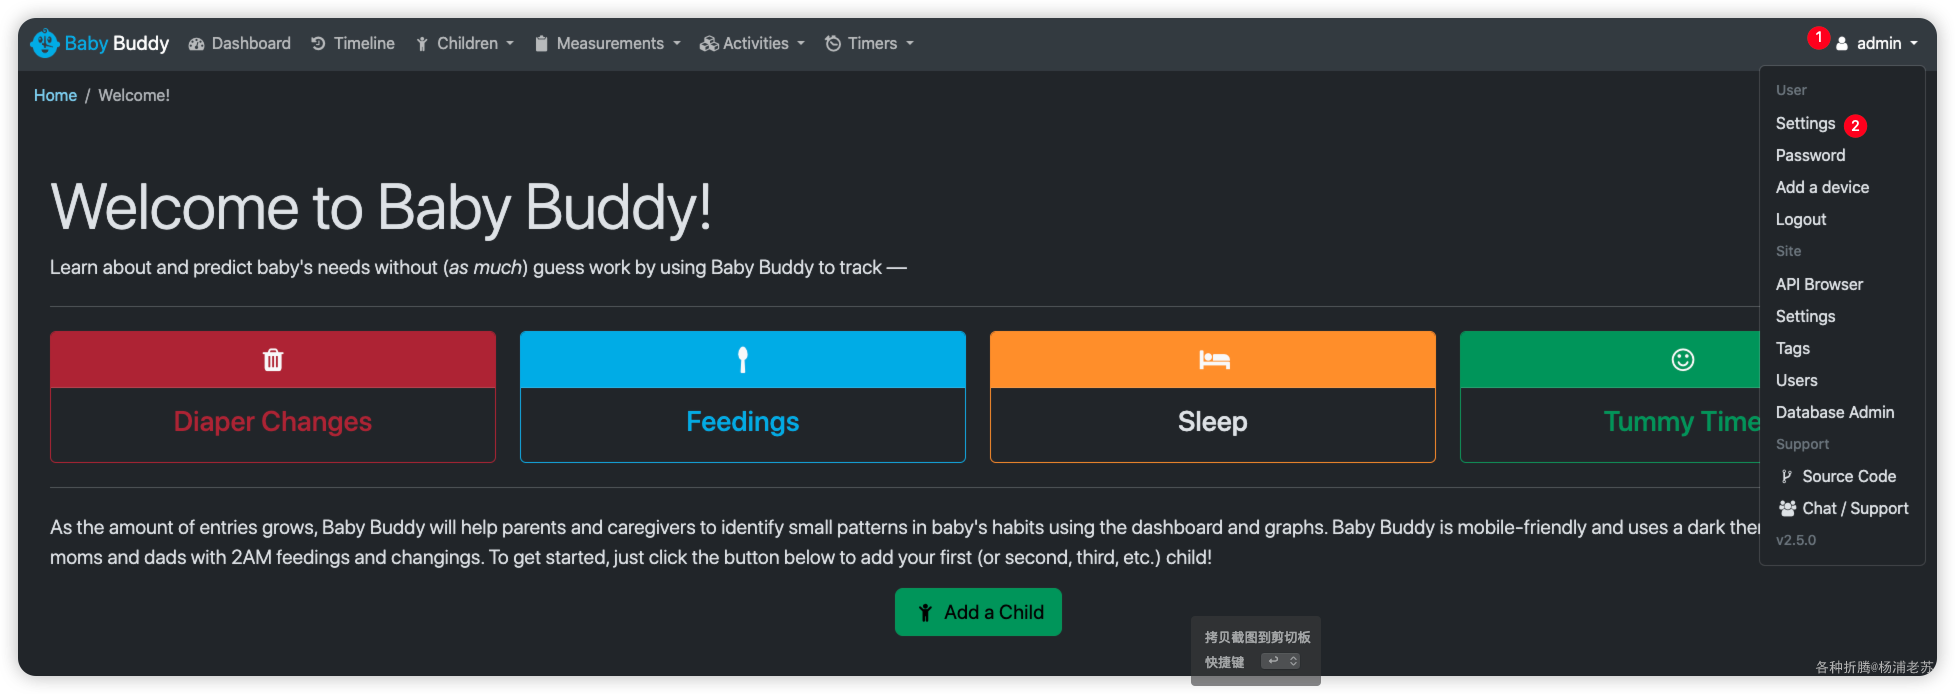 Baby Buddy Dashboard Timeline Children Measurements Activities Timers 1 admin
Home / Welcome!
User
Settings 2
Password
Add a device
Logout
Site
API Browser
Settings
Tags
Users
Database Admin
Support
Source Code
Chat / Support
v2.5.0
Welcome to Baby Buddy!
Learn about and predict baby's needs without (as much) guess work by using Baby Buddy to track —
Diaper Changes
Feedings
Sleep
Tummy Time
As the amount of entries grows, Baby Buddy will help parents and caregivers to identify small patterns in baby's habits using the dashboard and graphs. Baby Buddy is mobile-friendly and uses a dark
moms and dads with 2AM feedings and changings. To get started, just click the button below to add your first (or second, third, etc.) child!
Add a Child
拷贝截图到剪切板
快捷键
各种折腾@杨浦老苏